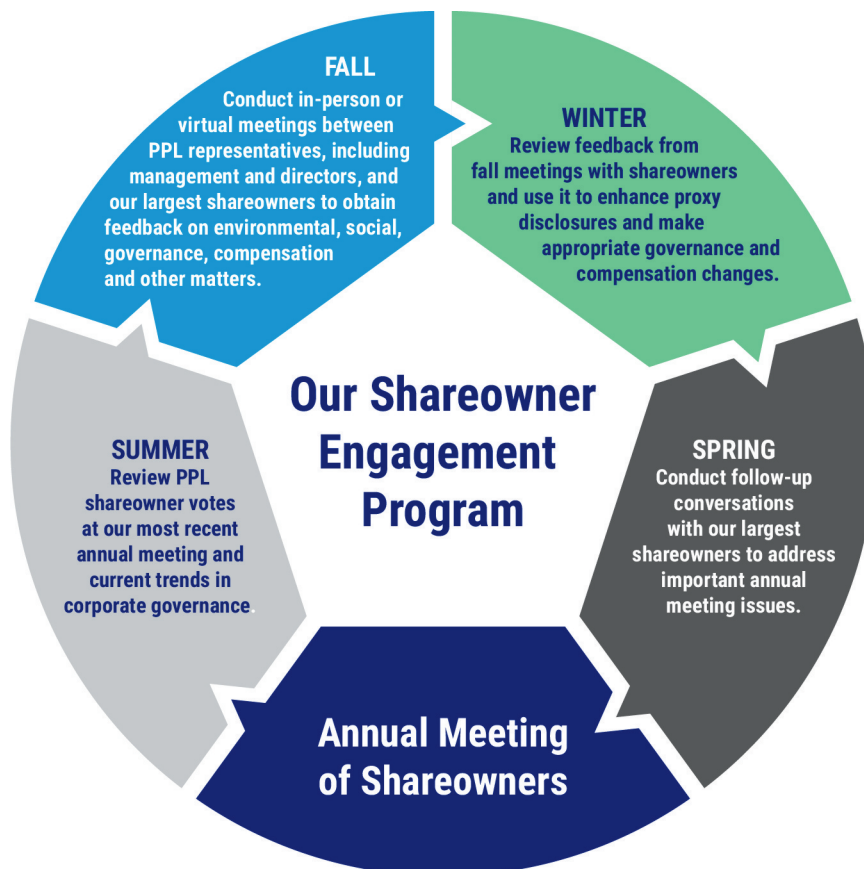 FALL
Conduct in-person or
virtual meetings between
PPL representatives, including
management and directors, and
our largest shareowners to obtain
feedback on environmental, social,
governance, compensation
and other matters.
WINTER
Review feedback from
fall meetings with shareowners
and use it to enhance proxy
disclosures and make
appropriate governance and
compensation changes.
Our Shareowner
Engagement
Program
SUMMER
Review PPL
shareowner votes
at our most recent
annual meeting and
current trends in
corporate governance.
SPRING
Conduct follow-up
conversations
with our largest
shareowners to address
important annual
meeting issues.
Annual Meeting
of Shareowners